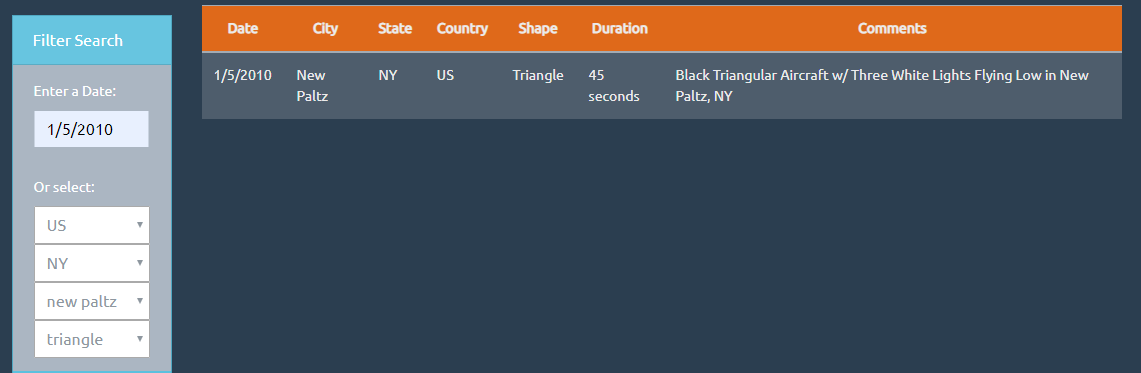 Filter Search
Enter a Date:
1/5/2010
Or select:
US
NY
new paltz
triangle
Date City State Country Shape Duration Comments
1/5/2010 New NY US Triangle 45 Black Triangular Aircraft w/ Three White Lights Flying Low in New
Paltz seconds Paltz, NY